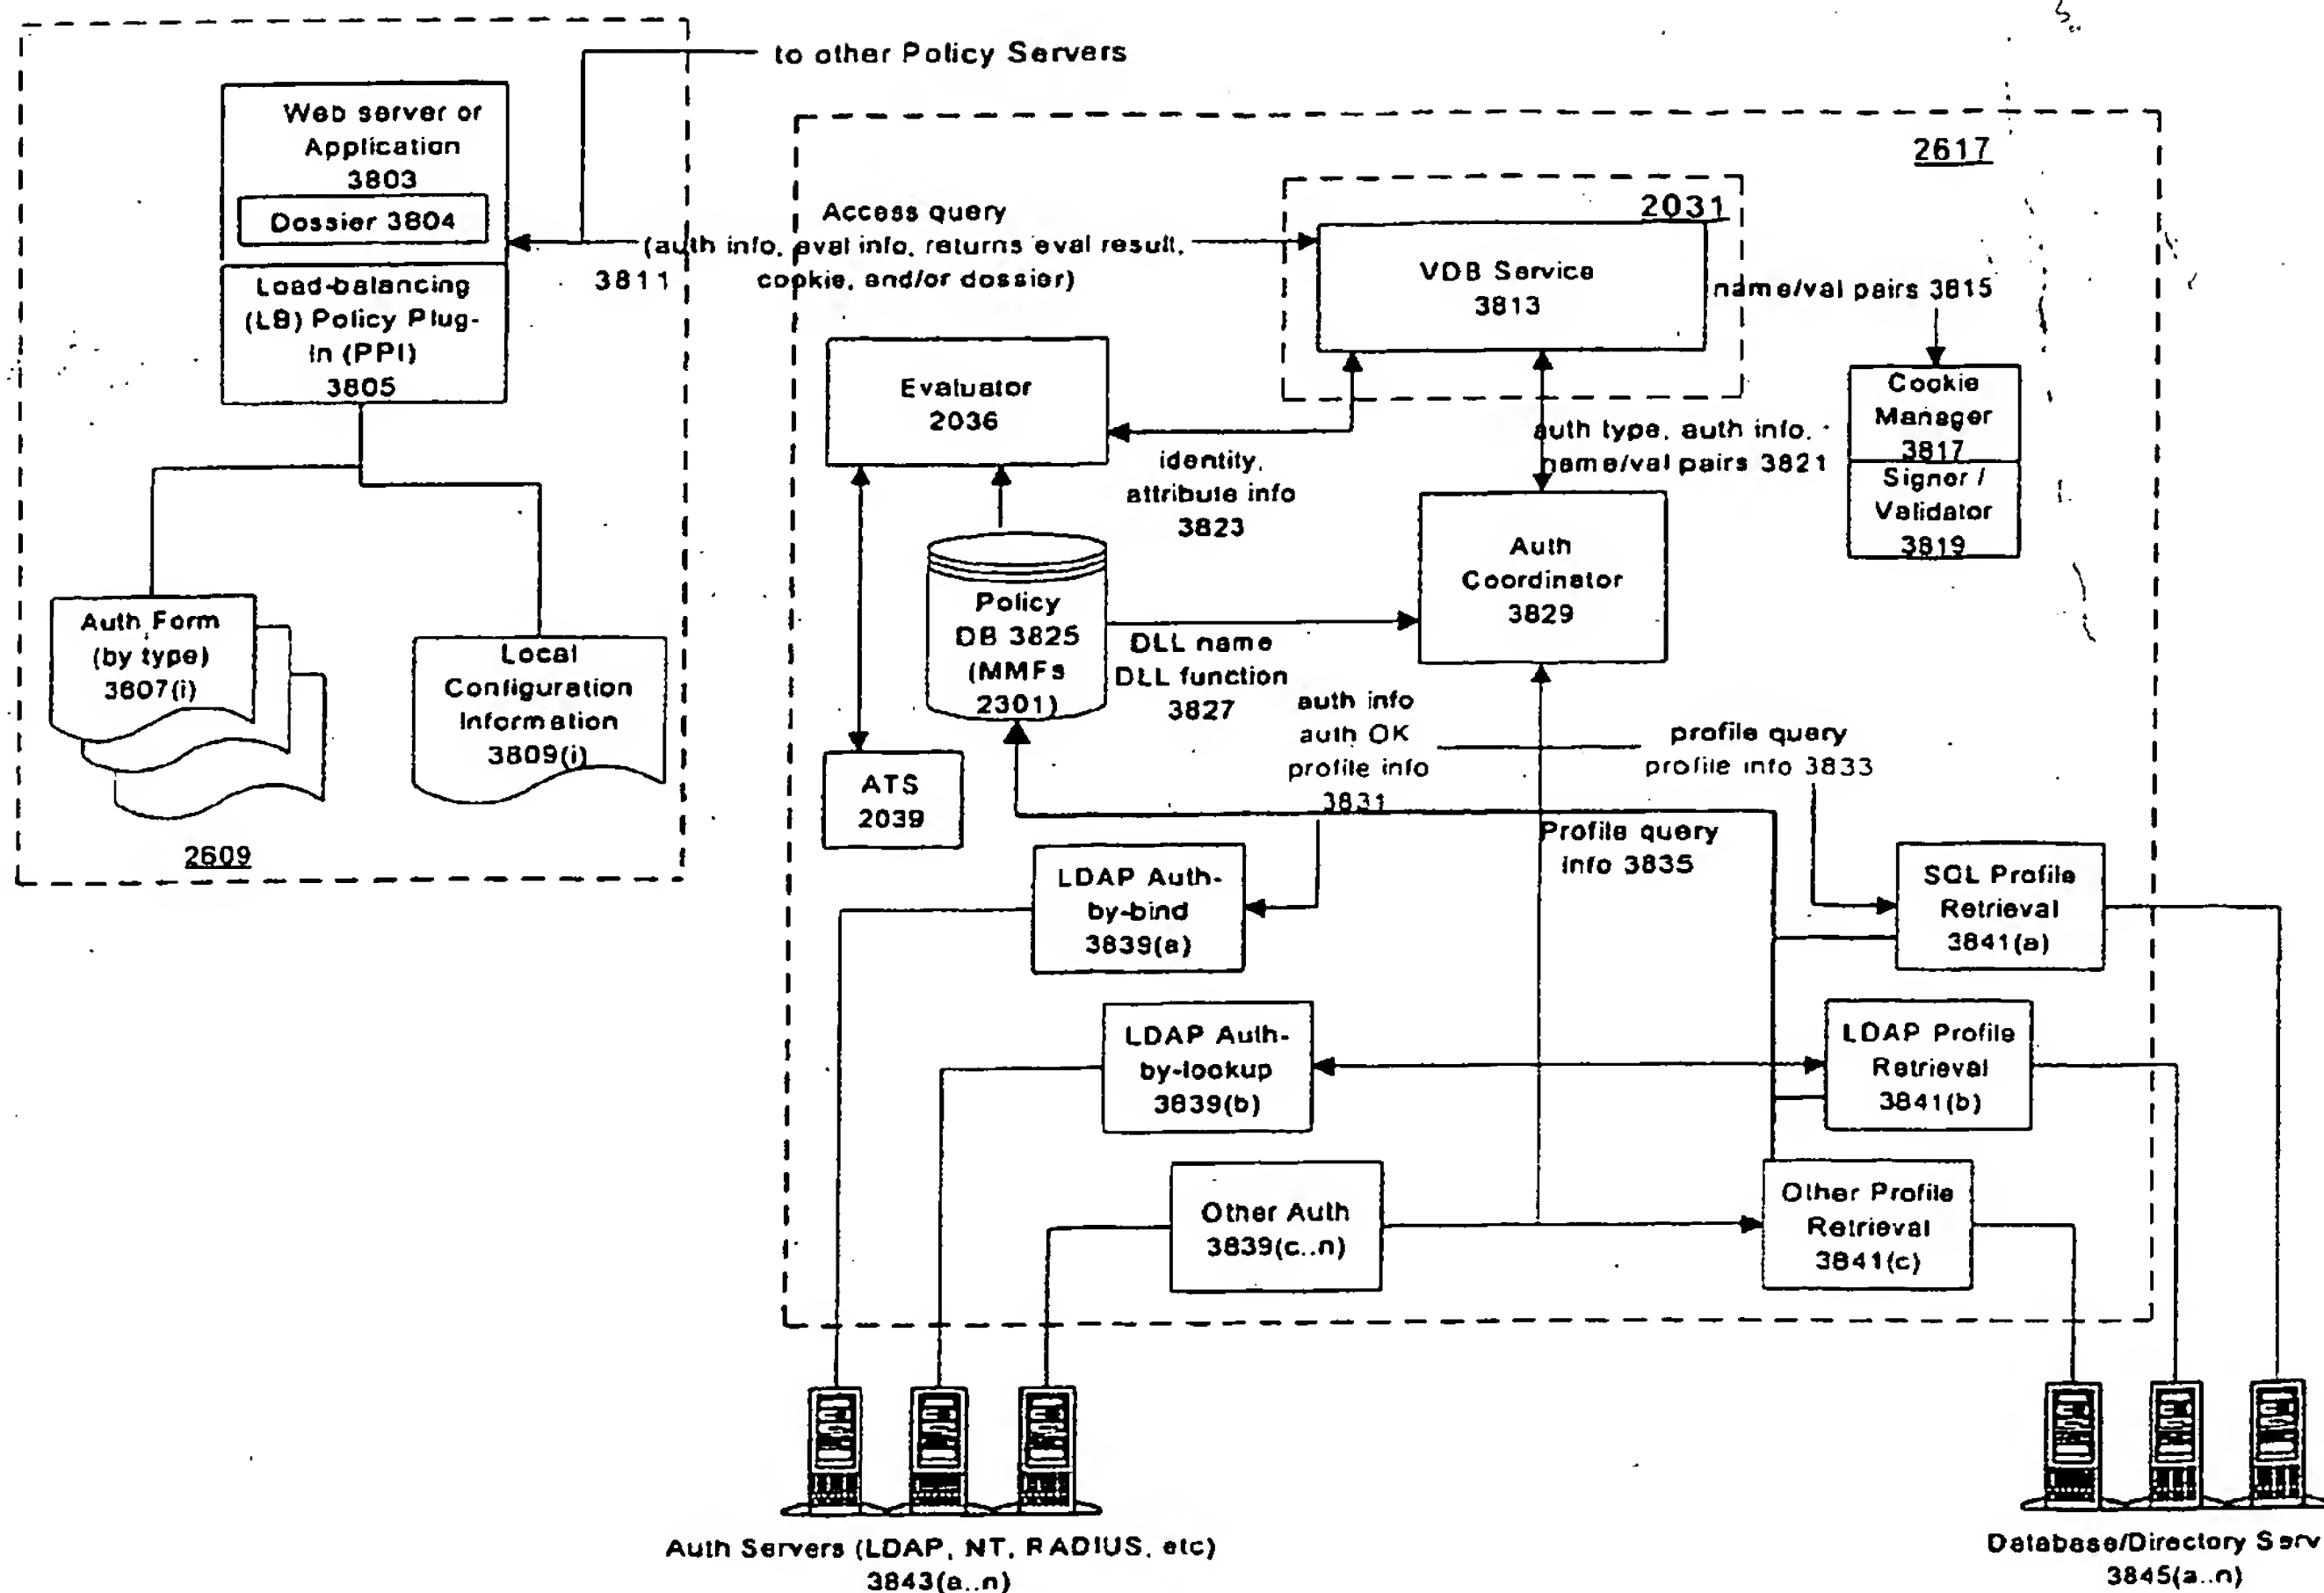 to other Policy Servers
Web server or
Application
3803
Dossier 3804
Load-balancing
(LB) Policy Plug-
In (PPI)
3805
Auth Form
(by type)
3807(i)
Local
Configuration
Information
3809(i)
2609
Access query
(auth info, eval info, returns eval result,
cookie, and/or dossier)
3811
2617
2031
VDB Service
3813
name/val pairs 3815
Cookie
Manager
3817
Signer /
Validator
3819
Evaluator
2036
identity,
attribute info
3823
auth type, auth info,
name/val pairs 3821
Auth
Coordinator
3829
Policy
DB 3825
(MMFs
2301)
DLL name
DLL function
3827
ATS
2039
auth info
auth OK
profile info
3831
profile query
profile info 3833
Profile query
info 3835
LDAP Auth-
by-bind
3839(a)
SQL Profile
Retrieval
3841(a)
LDAP Auth-
by-lookup
3839(b)
LDAP Profile
Retrieval
3841(b)
Other Auth
3839(c..n)
Other Profile
Retrieval
3841(c)
Auth Servers (LDAP, NT, RADIUS, etc)
3843(a..n)
Database/Directory Serv
3845(a..n)